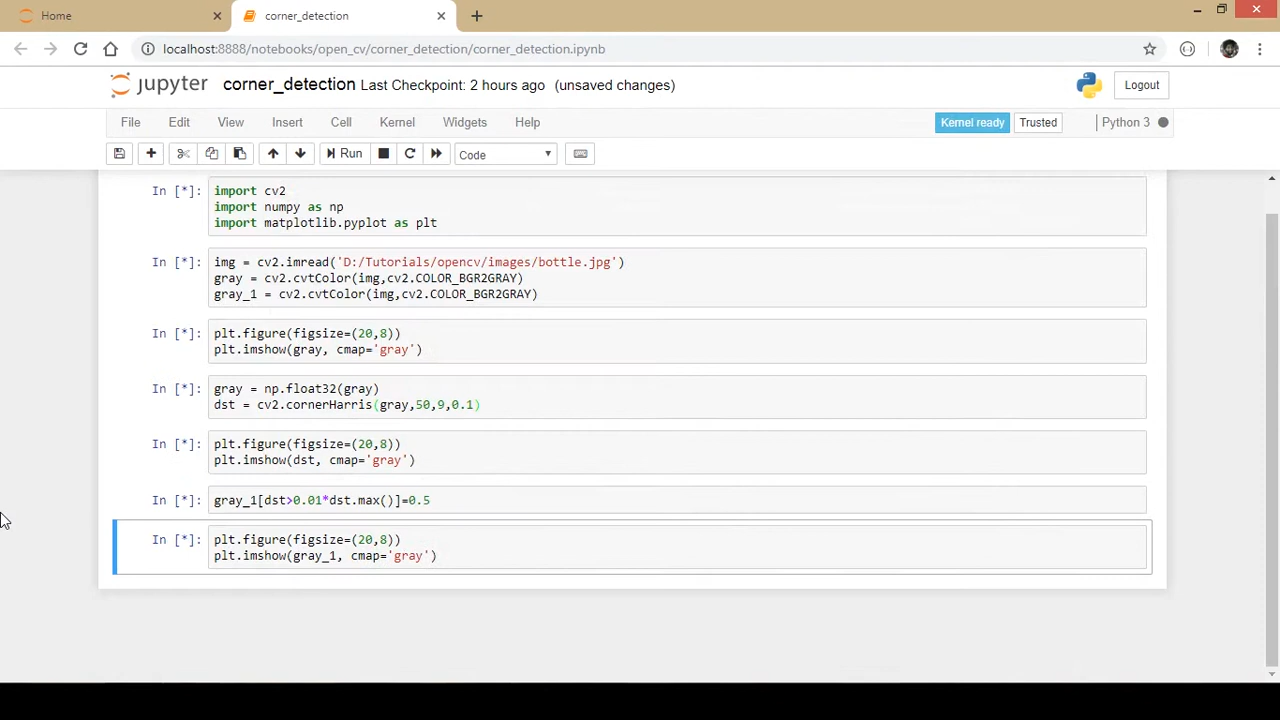 Home
corner_detection
localhost:8888/notebooks/open_cv/corner_detection/corner_detection.ipynb
jupyter corner_detection Last Checkpoint: 2 hours ago (unsaved changes) Logout
File Edit View Insert Cell Kernel Widgets Help Kernel ready Trusted Python 3
Run Code
In [*]: import cv2
import numpy as np
import matplotlib.pyplot as plt
In [*]: img = cv2.imread('D:/Tutorials/opencv/images/bottle.jpg')
gray = cv2.cvtColor(img,cv2.COLOR_BGR2GRAY)
gray_1 = cv2.cvtColor(img,cv2.COLOR_BGR2GRAY)
In [*]: plt.figure(figsize=(20,8))
plt.imshow(gray, cmap='gray')
In [*]: gray = np.float32(gray)
dst = cv2.cornerHarris(gray,50,9,0.1)
In [*]: plt.figure(figsize=(20,8))
plt.imshow(dst, cmap='gray')
In [*]: gray_1[dst>0.01*dst.max()]=0.5
In [*]: plt.figure(figsize=(20,8))
plt.imshow(gray_1, cmap='gray')